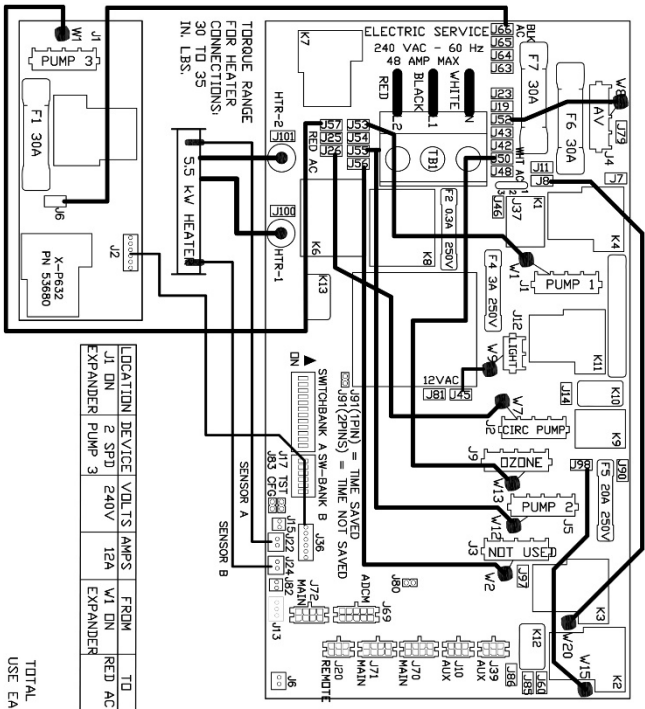 J1
W1
PUMP 3
F1 30A
J6
J2
X-P632
PN 53680
TORQUE RANGE
FOR HEATER
CONNECTIONS:
30 TO 35
IN. LBS.
HTR-2
J101
5.5 kW HEATER
J100
HTR-1
K7
ELECTRIC SERVICE
240 VAC - 60 Hz
48 AMP MAX
RED
BLACK
WHITE
L2
L1
N
TB1
J57
J25
J26
RED AC
J53
J54
J55
J56
BLK
AC
J66
J65
J64
J63
J23
J19
J52
J43
J42
J50
J48
WHT AC
F7 30A
F6 30A
W8
AV
J4
J79
J11
J8
J7
1
2
3
J46
J37
K1
K4
F2 0.3A 250V
K6
K8
K13
W1
J1
PUMP 1
F4 3A 250V
J12
LIGHT
W9
K11
12VAC
J81
J45
J14
K10
W7
J2
CIRC PUMP
K9
J9
OZONE
W13
J98
J90
F5 20A 250V
PUMP 2
J5
W12
J3
NOT USED
W2
J97
K3
W20
K12
W15
K2
ON
SWITCHBANK A
SW-BANK B
J91(1PIN) = TIME SAVED
J91(2PINS) = TIME NOT SAVED
J17 TST
J83 CFG
J15
J22
J24
J82
J36
SENSOR A
SENSOR B
J13
J72
MAIN
ADCM
J69
J80
J6
J20
REMOTE
J71
MAIN
J70
MAIN
J10
AUX
J39
AUX
J86
J85
J60
LOCATION DEVICE VOLTS AMPS FROM TO
J1 ON EXPANDER 2 SPD PUMP 3 240V 12A W1 ON EXPANDER RED AC
TOTAL
USE EA